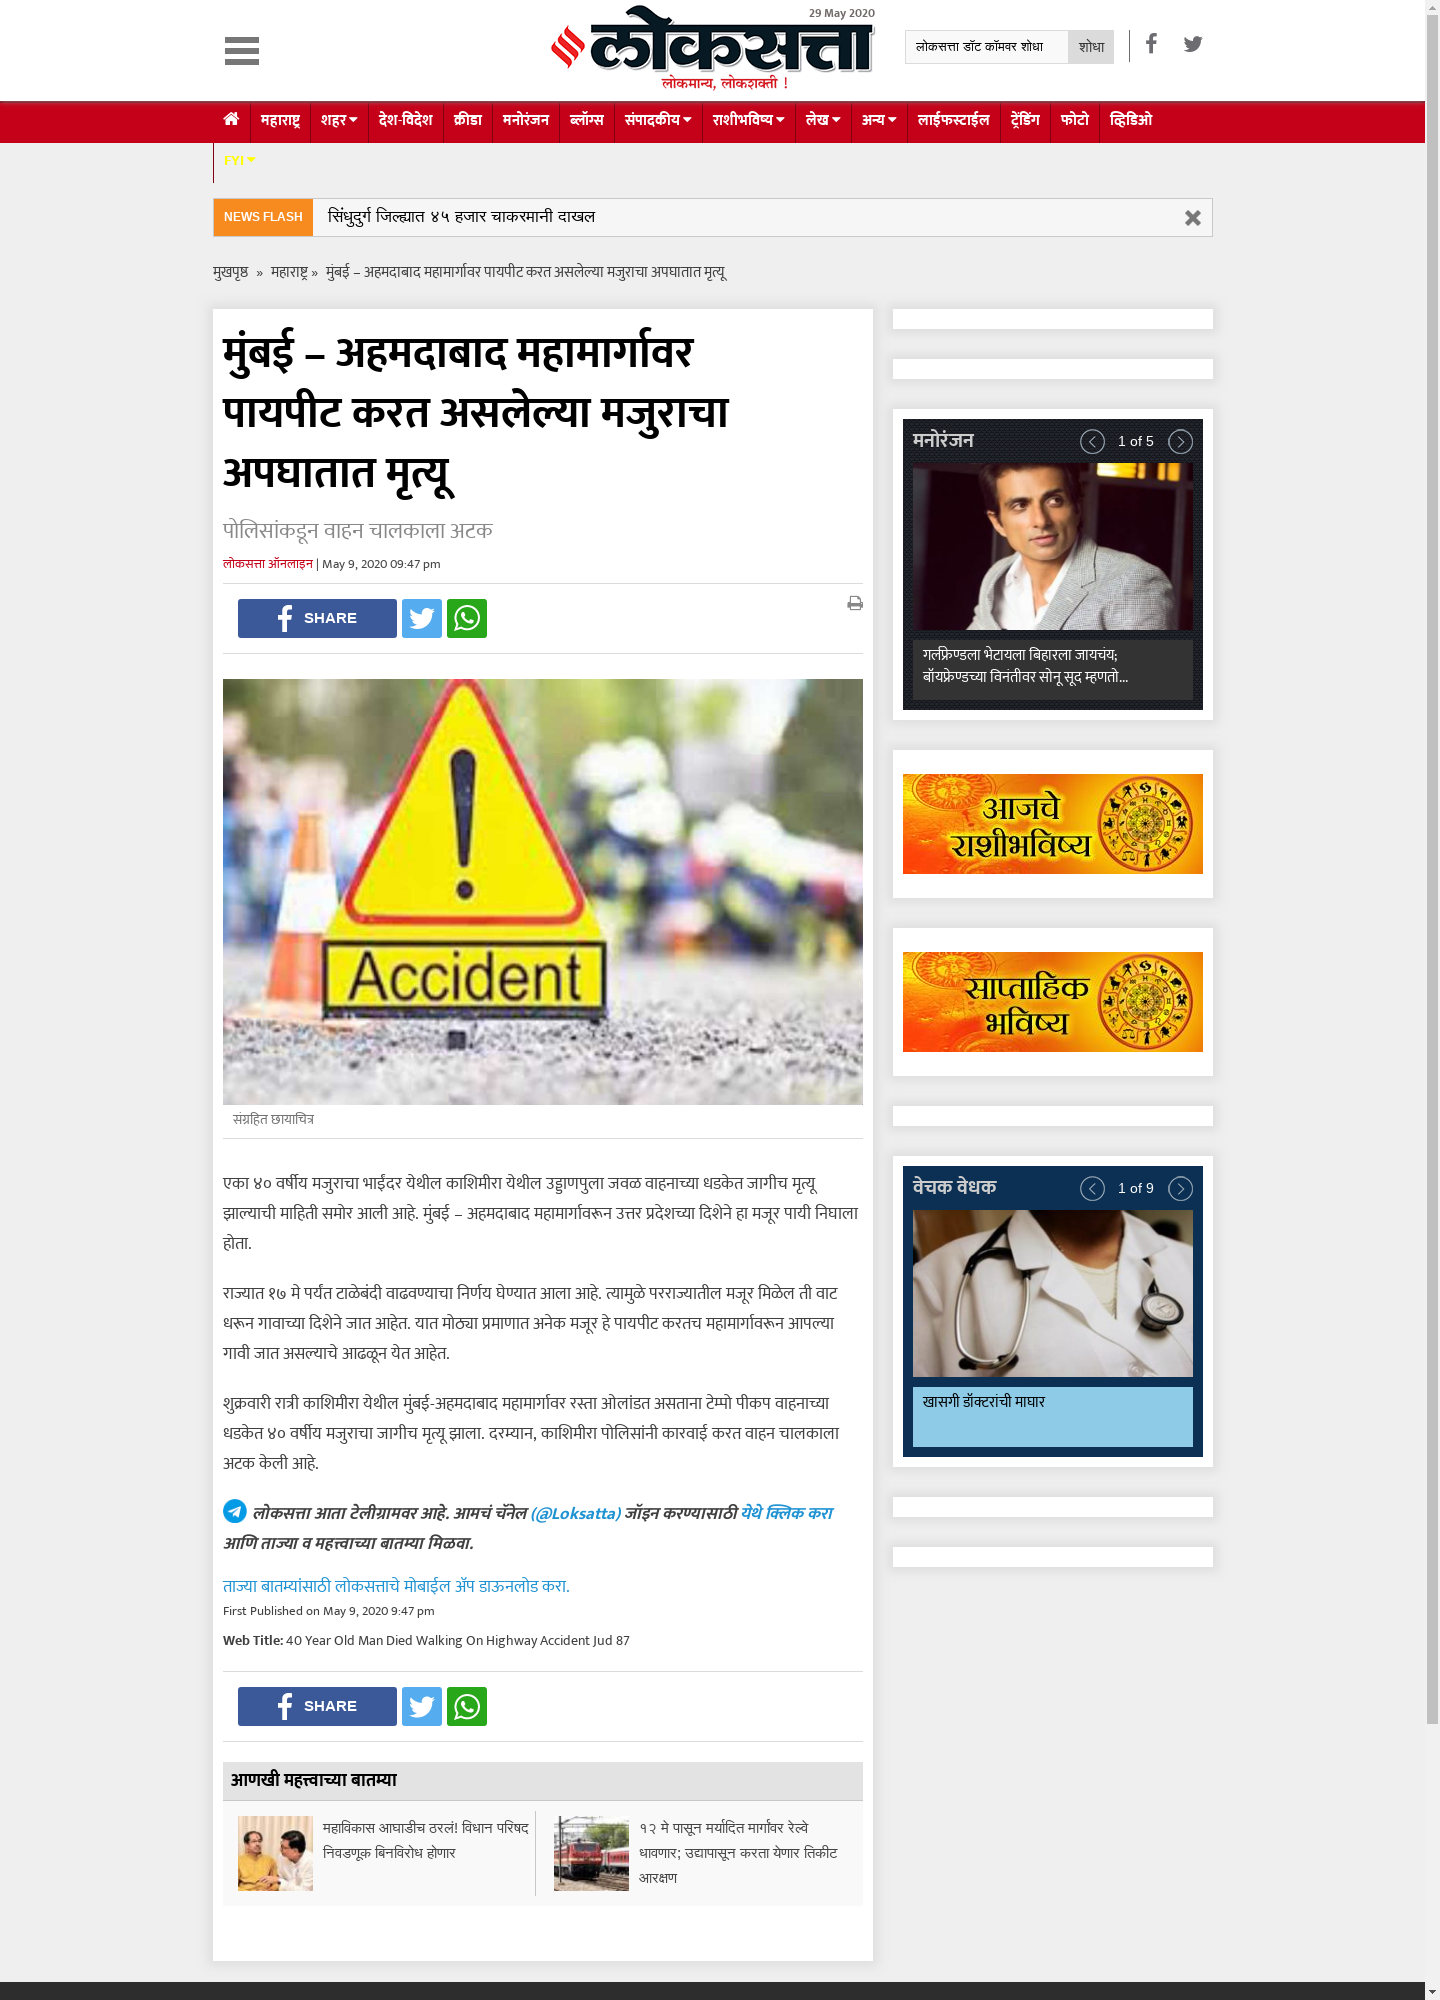 29 May 2020
लोकसत्ता
लोकमान्य, लोकशक्ती !
लोकसत्ता डॉट कॉमवर शोधा
शोधा
महाराष्ट्र शहर देश-विदेश क्रीडा मनोरंजन ब्लॉग्स संपादकीय राशीभविष्य लेख अन्य लाईफस्टाईल ट्रेंडिंग फोटो व्हिडिओ
FYI
NEWS FLASH सिंधुदुर्ग जिल्ह्यात ४५ हजार चाकरमानी दाखल
मुखपृष्ठ » महाराष्ट्र » मुंबई – अहमदाबाद महामार्गावर पायपीट करत असलेल्या मजुराचा अपघातात मृत्यू
मुंबई – अहमदाबाद महामार्गावर
पायपीट करत असलेल्या मजुराचा
अपघातात मृत्यू
पोलिसांकडून वाहन चालकाला अटक
लोकसत्ता ऑनलाइन | May 9, 2020 09:47 pm
SHARE
Accident
संग्रहित छायाचित्र
एका ४० वर्षीय मजुराचा भाईंदर येथील काशिमीरा येथील उड्डाणपुला जवळ वाहनाच्या धडकेत जागीच मृत्यू
झाल्याची माहिती समोर आली आहे. मुंबई – अहमदाबाद महामार्गावरून उत्तर प्रदेशच्या दिशेने हा मजूर पायी निघाला
होता.
राज्यात १७ मे पर्यंत टाळेबंदी वाढवण्याचा निर्णय घेण्यात आला आहे. त्यामुळे परराज्यातील मजूर मिळेल ती वाट
धरून गावाच्या दिशेने जात आहेत. यात मोठ्या प्रमाणात अनेक मजूर हे पायपीट करतच महामार्गावरून आपल्या
गावी जात असल्याचे आढळून येत आहेत.
शुक्रवारी रात्री काशिमीरा येथील मुंबई-अहमदाबाद महामार्गावर रस्ता ओलांडत असताना टेम्पो पीकप वाहनाच्या
धडकेत ४० वर्षीय मजुराचा जागीच मृत्यू झाला. दरम्यान, काशिमीरा पोलिसांनी कारवाई करत वाहन चालकाला
अटक केली आहे.
लोकसत्ता आता टेलीग्रामवर आहे. आमचं चॅनेल (@Loksatta) जॉइन करण्यासाठी येथे क्लिक करा
आणि ताज्या व महत्त्वाच्या बातम्या मिळवा.
ताज्या बातम्यांसाठी लोकसत्ताचे मोबाईल अ‍ॅप डाऊनलोड करा.
First Published on May 9, 2020 9:47 pm
Web Title: 40 Year Old Man Died Walking On Highway Accident Jud 87
SHARE
आणखी महत्त्वाच्या बातम्या
महाविकास आघाडीच ठरलं! विधान परिषद
निवडणूक बिनविरोध होणार
१२ मे पासून मर्यादित मार्गांवर रेल्वे
धावणार; उद्यापासून करता येणार तिकीट
आरक्षण
मनोरंजन
1 of 5
गर्लफ्रेण्डला भेटायला बिहारला जायचंय;
बॉयफ्रेण्डच्या विनंतीवर सोनू सूद म्हणतो...
आजचे
राशीभविष्य
साप्ताहिक
भविष्य
वेचक वेधक
1 of 9
खासगी डॉक्टरांची माघार